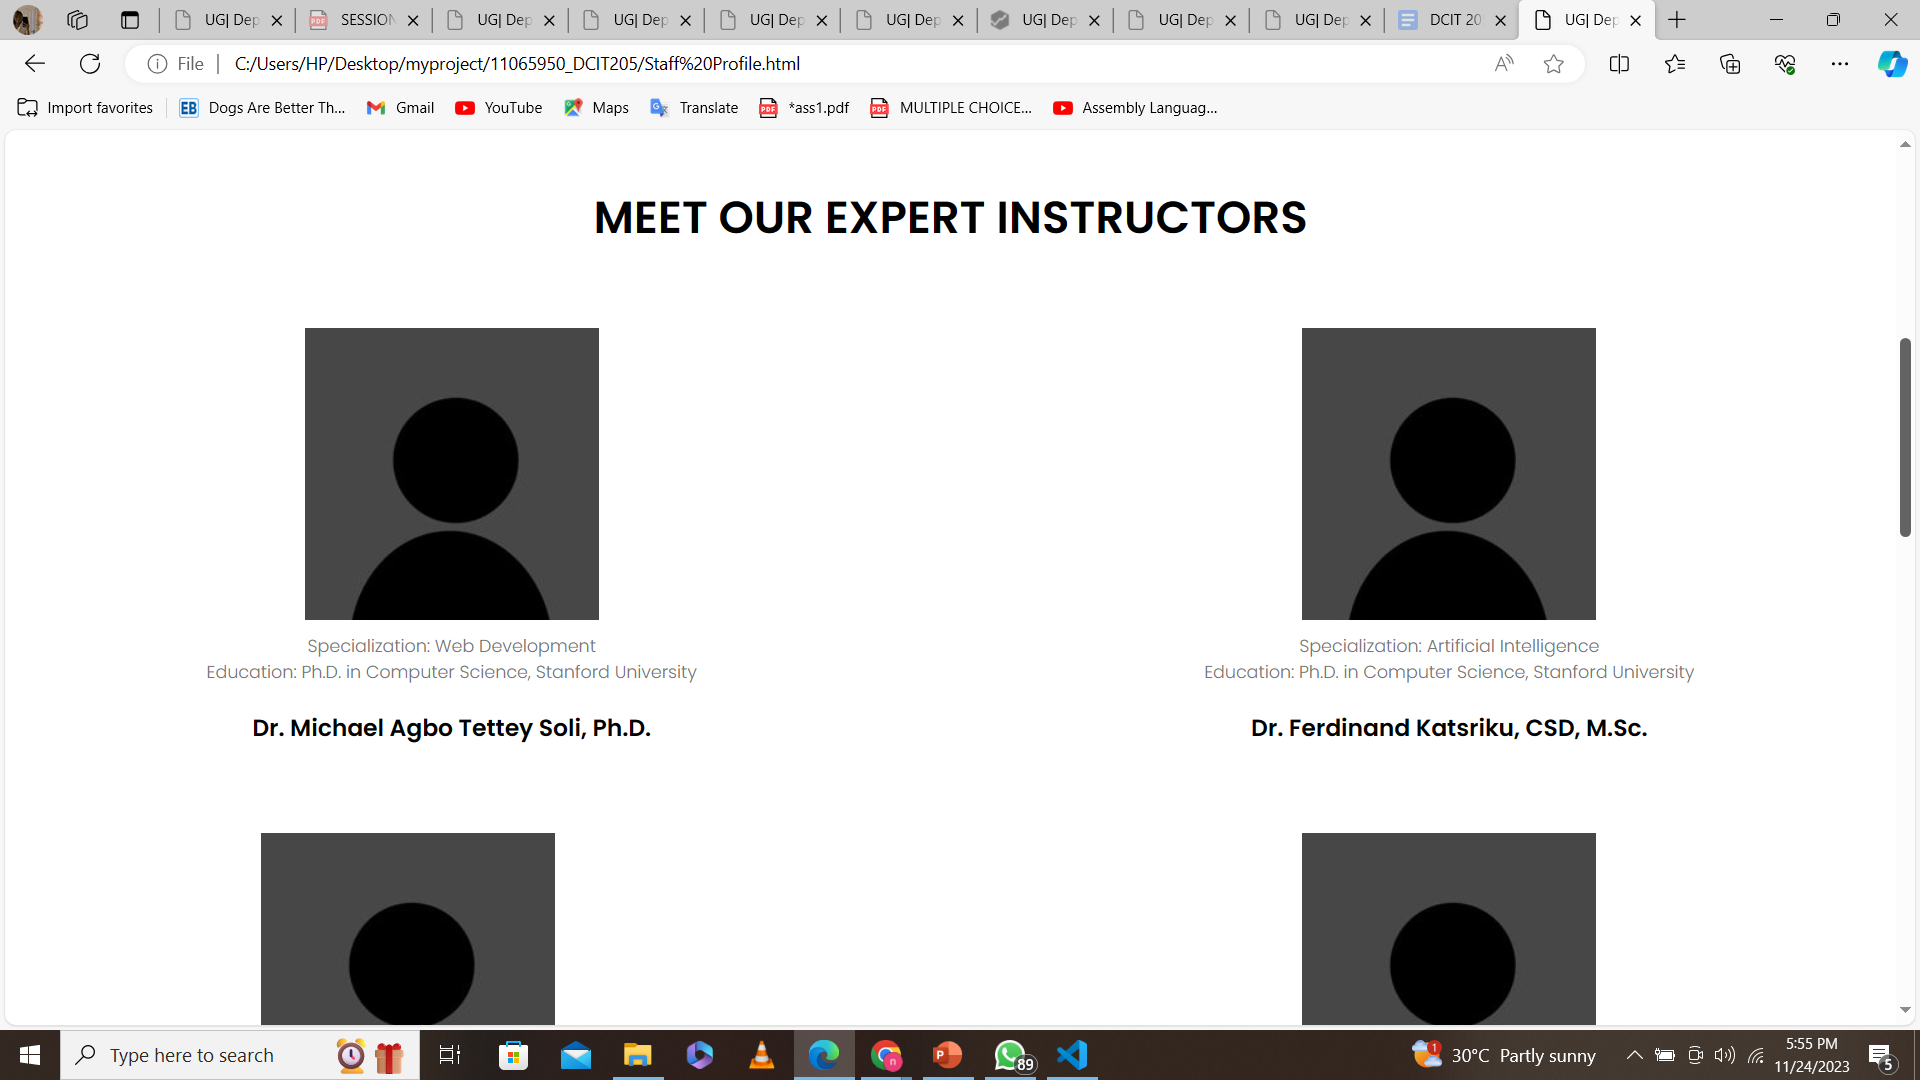 UG| Dep SESSION UG| Dep UG| Dep UG| Dep UG| Dep UG| Dep UG| Dep UG| Dep DCIT 20 UG| Dep
File C:/Users/HP/Desktop/myproject/11065950_DCIT205/Staff%20Profile.html
Import favorites Dogs Are Better Th... Gmail YouTube Maps Translate *ass1.pdf MULTIPLE CHOICE... Assembly Languag...
MEET OUR EXPERT INSTRUCTORS
Specialization: Web Development
Education: Ph.D. in Computer Science, Stanford University
Dr. Michael Agbo Tettey Soli, Ph.D.
Specialization: Artificial Intelligence
Education: Ph.D. in Computer Science, Stanford University
Dr. Ferdinand Katsriku, CSD, M.Sc.
Type here to search 89 1 30°C Partly sunny 5:55 PM
11/24/2023 5